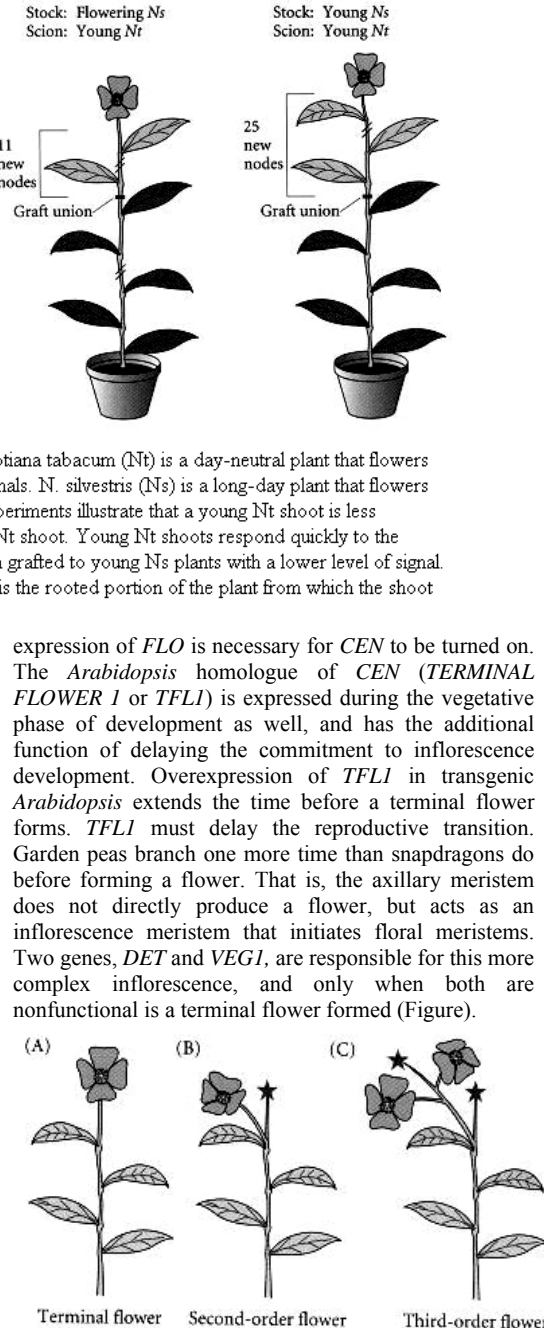 Stock: Flowering Ns
Scion: Young Nt
Stock: Young Ns
Scion: Young Nt
11
new
nodes
Graft union
25
new
nodes
Graft union
tabacum (Nt) is a day-neutral plant that flowers
N. silvestris (Ns) is a long-day plant that flowers
illustrate that a young Nt shoot is less
Nt shoot. Young Nt shoots respond quickly to the
grafted to young Ns plants with a lower level of signal.
is the rooted portion of the plant from which the shoot
expression of FLO is necessary for CEN to be turned on.
The Arabidopsis homologue of CEN (TERMINAL
FLOWER 1 or TFL1) is expressed during the vegetative
phase of development as well, and has the additional
function of delaying the commitment to inflorescence
development. Overexpression of TFL1 in transgenic
Arabidopsis extends the time before a terminal flower
forms. TFL1 must delay the reproductive transition.
Garden peas branch one more time than snapdragons do
before forming a flower. That is, the axillary meristem
does not directly produce a flower, but acts as an
inflorescence meristem that initiates floral meristems.
Two genes, DET and VEG1, are responsible for this more
complex inflorescence, and only when both are
nonfunctional is a terminal flower formed (Figure).
(A)
(B)
(C)
Terminal flower
Second-order flower
Third-order flower